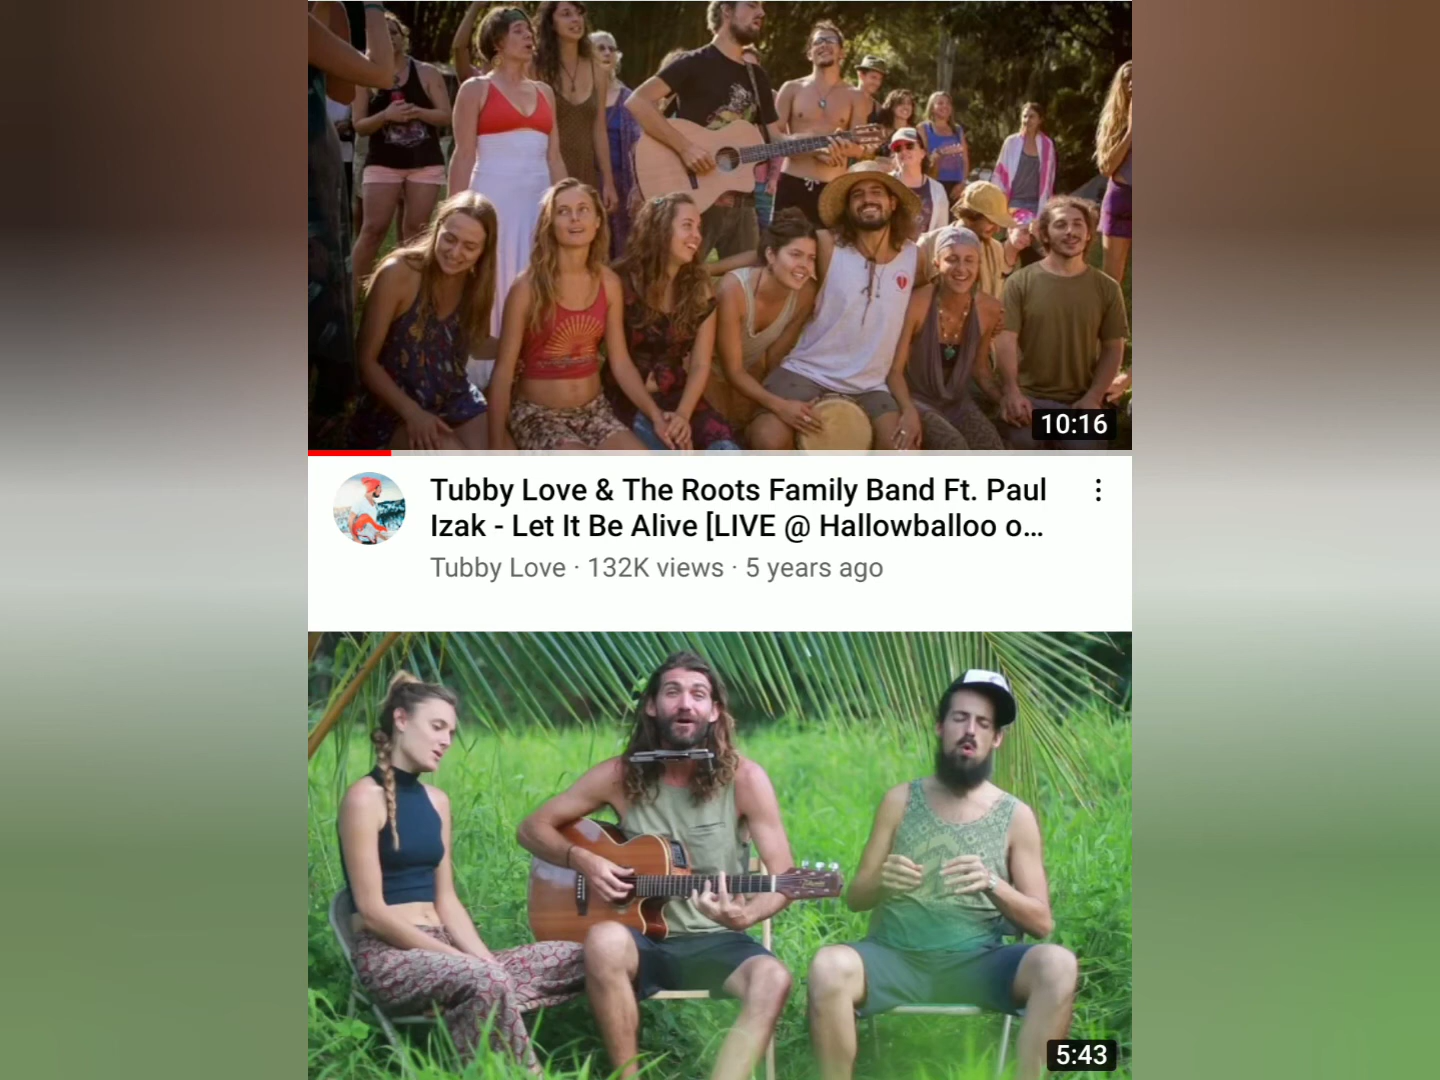 10:16
Tubby Love & The Roots Family Band Ft. Paul
Izak - Let It Be Alive [LIVE @ Hallowballoo o...
Tubby Love · 132K views · 5 years ago
5:43